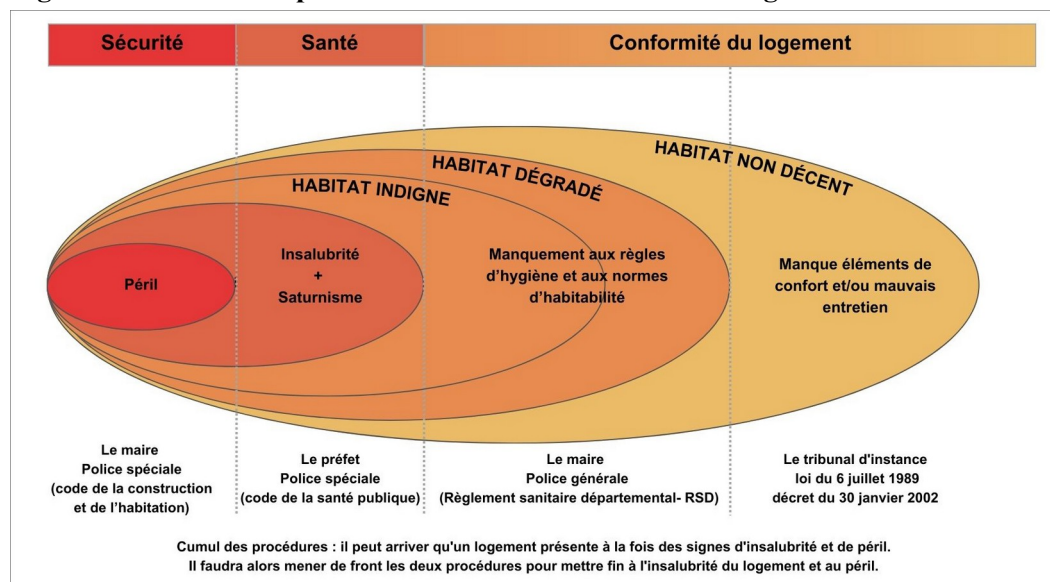 Sécurité
Santé
Conformité du logement
HABITAT NON DÉCENT
HABITAT DÉGRADÉ
HABITAT INDIGNE
Péril
Insalubrité
+
Saturnisme
Manquement aux règles
d'hygiène et aux normes
d'habitabilité
Manque éléments de
confort et/ou mauvais
entretien
Le maire
Police spéciale
(code de la construction
et de l'habitation)
Le préfet
Police spéciale
(code de la santé publique)
Le maire
Police générale
(Règlement sanitaire départemental- RSD)
Le tribunal d'instance
loi du 6 juillet 1989
décret du 30 janvier 2002
Cumul des procédures : il peut arriver qu'un logement présente à la fois des signes d'insalubrité et de péril.
Il faudra alors mener de front les deux procédures pour mettre fin à l'insalubrité du logement et au péril.